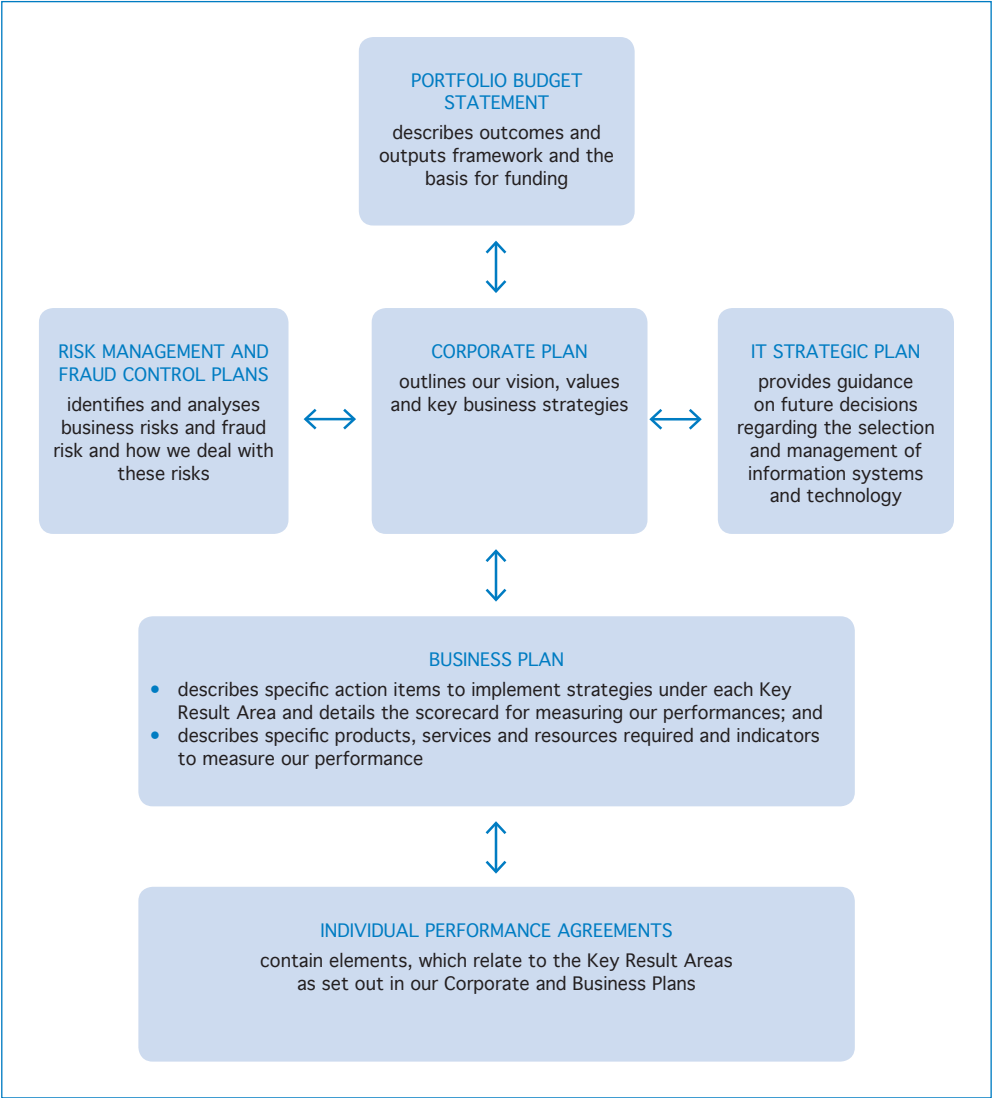 PORTFOLIO BUDGET
STATEMENT
describes outcomes and
outputs framework and the
basis for funding
RISK MANAGEMENT AND
FRAUD CONTROL PLANS
identifies and analyses
business risks and fraud
risk and how we deal with
these risks
CORPORATE PLAN
outlines our vision, values
and key business strategies
IT STRATEGIC PLAN
provides guidance
on future decisions
regarding the selection
and management of
information systems
and technology
BUSINESS PLAN
• describes specific action items to implement strategies under each Key
Result Area and details the scorecard for measuring our performances; and
• describes specific products, services and resources required and indicators
to measure our performance
INDIVIDUAL PERFORMANCE AGREEMENTS
contain elements, which relate to the Key Result Areas
as set out in our Corporate and Business Plans